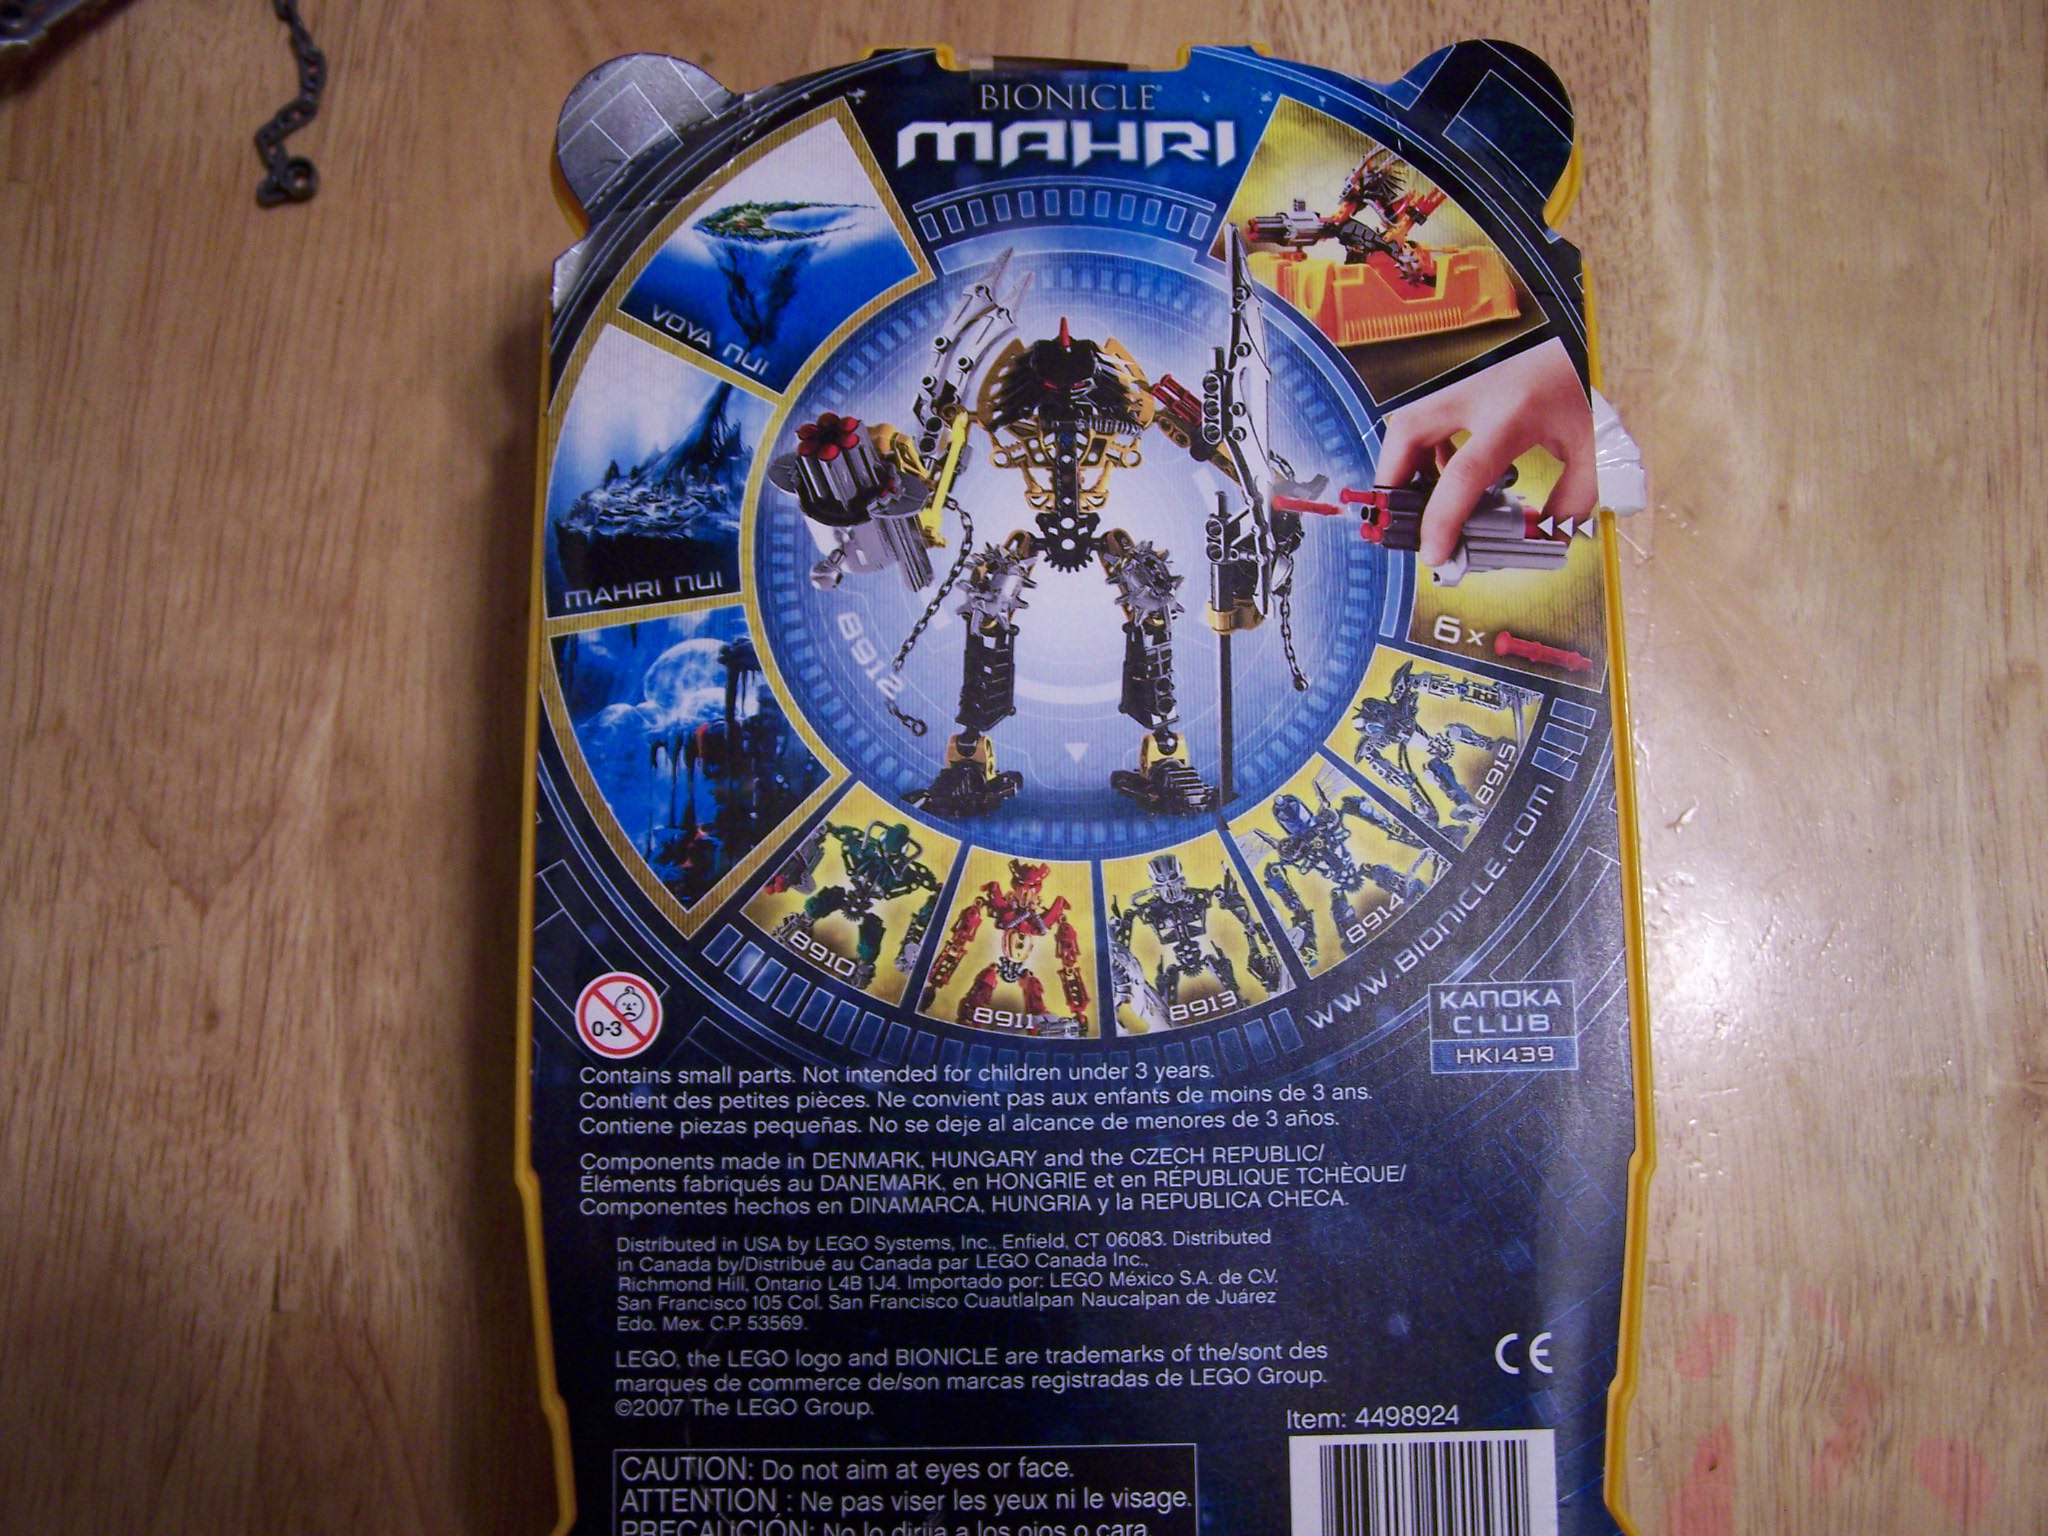 BIONICLE®
MAHRI
VOYA NUI
MAHRI NUI
8912
6x
8910
8911
8913
8914
8915
WWW.BIONICLE.COM
KANOKA
CLUB
HK1439
0-3
Contains small parts. Not intended for children under 3 years.
Contient des petites pièces. Ne convient pas aux enfants de moins de 3 ans.
Contiene piezas pequeñas. No se deje al alcance de menores de 3 años.
Components made in DENMARK, HUNGARY and the CZECH REPUBLIC/
Éléments fabriqués au DANEMARK, en HONGRIE et en RÉPUBLIQUE TCHÈQUE/
Componentes hechos en DINAMARCA, HUNGRIA y la REPUBLICA CHECA.
Distributed in USA by LEGO Systems, Inc., Enfield, CT 06083. Distributed
in Canada by/Distribué au Canada par LEGO Canada Inc.,
Richmond Hill, Ontario L4B 1J4. Importado por: LEGO México S.A. de C.V.
San Francisco 105 Col. San Francisco Cuautlalpan Naucalpan de Juárez
Edo. Mex. C.P. 53569.
LEGO, the LEGO logo and BIONICLE are trademarks of the/sont des
marques de commerce de/son marcas registradas de LEGO Group.
©2007 The LEGO Group.
CE
Item: 4498924
CAUTION: Do not aim at eyes or face.
ATTENTION : Ne pas viser les yeux ni le visage.
PRECAUCIÓN: No lo dirija a los ojos o cara.